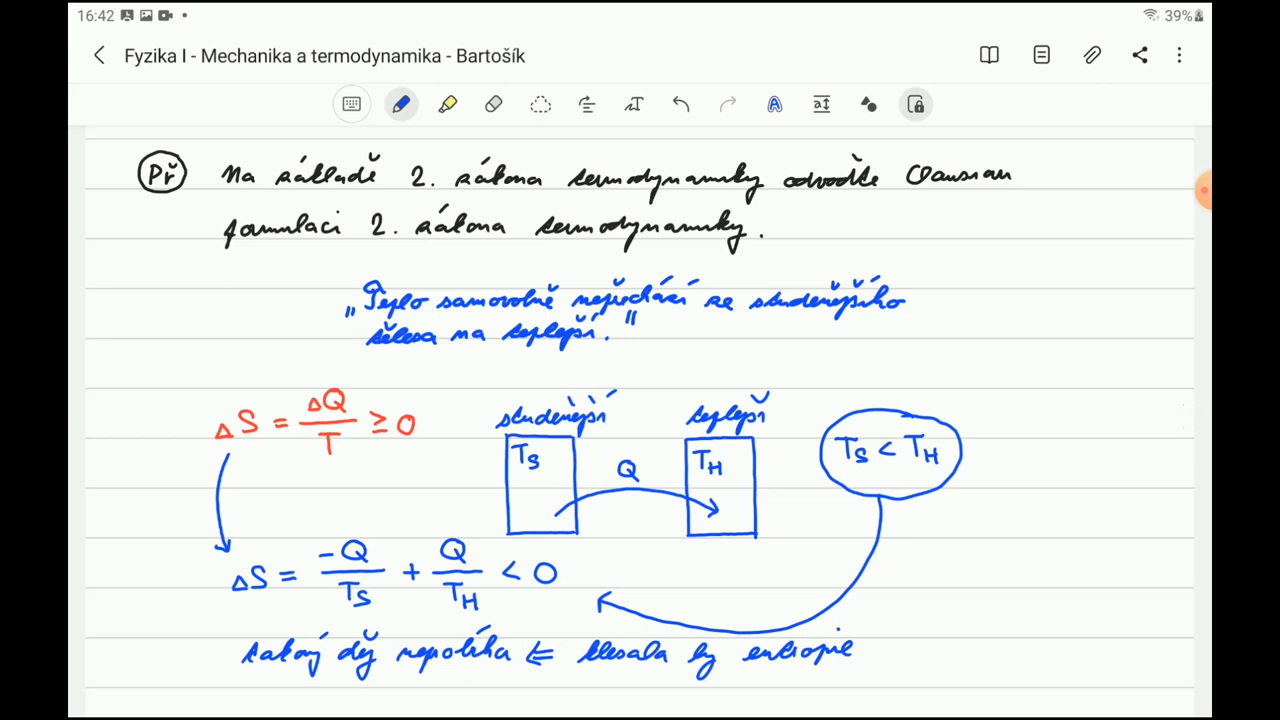 16:42
39%
Fyzika I - Mechanika a termodynamika - Bartošík
Př Na základě 2. zákona termodynamiky odvoďte Clausiovu
formulaci 2. zákona termodynamiky.
„Teplo samovolně nepřechází ze studenějšího
tělesa na teplejší."
ΔS = ΔQ/T ≥ 0
studenější
teplejší
T_S
Q
T_H
T_S < T_H
ΔS = -Q/T_S + Q/T_H < 0
takový děj neprobíhá ⇐ klesala by entropie